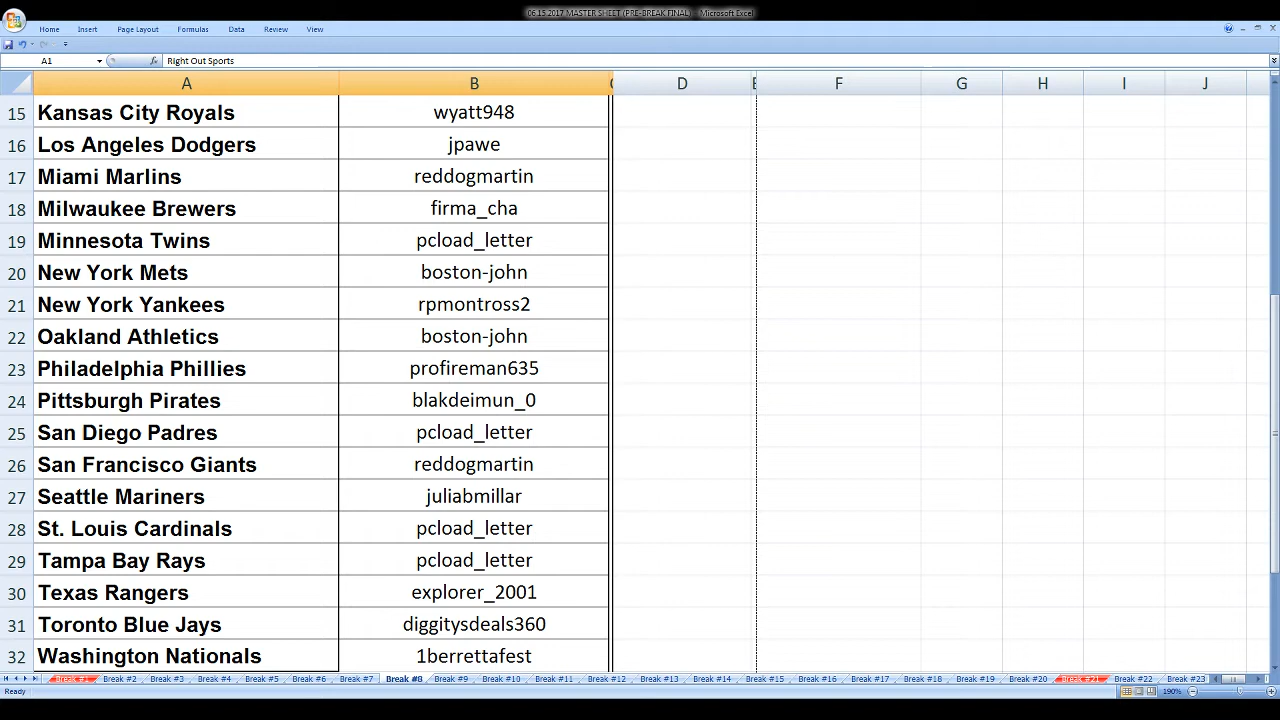 06.15.2017 MASTER SHEET (PRE-BREAK FINAL) - Microsoft Excel
Home Insert Page Layout Formulas Data Review View
A1 fx Right Out Sports
A B C D E F G H I J
15 Kansas City Royals wyatt948
16 Los Angeles Dodgers jpawe
17 Miami Marlins reddogmartin
18 Milwaukee Brewers firma_cha
19 Minnesota Twins pcload_letter
20 New York Mets boston-john
21 New York Yankees rpmontross2
22 Oakland Athletics boston-john
23 Philadelphia Phillies profireman635
24 Pittsburgh Pirates blakdeimun_0
25 San Diego Padres pcload_letter
26 San Francisco Giants reddogmartin
27 Seattle Mariners juliabmillar
28 St. Louis Cardinals pcload_letter
29 Tampa Bay Rays pcload_letter
30 Texas Rangers explorer_2001
31 Toronto Blue Jays diggitysdeals360
32 Washington Nationals 1berrettafest
Break #1 Break #2 Break #3 Break #4 Break #5 Break #6 Break #7 Break #8 Break #9 Break #10 Break #11 Break #12 Break #13 Break #14 Break #15 Break #16 Break #17 Break #18 Break #19 Break #20 Break #21 Break #22 Break #23
Ready 190%